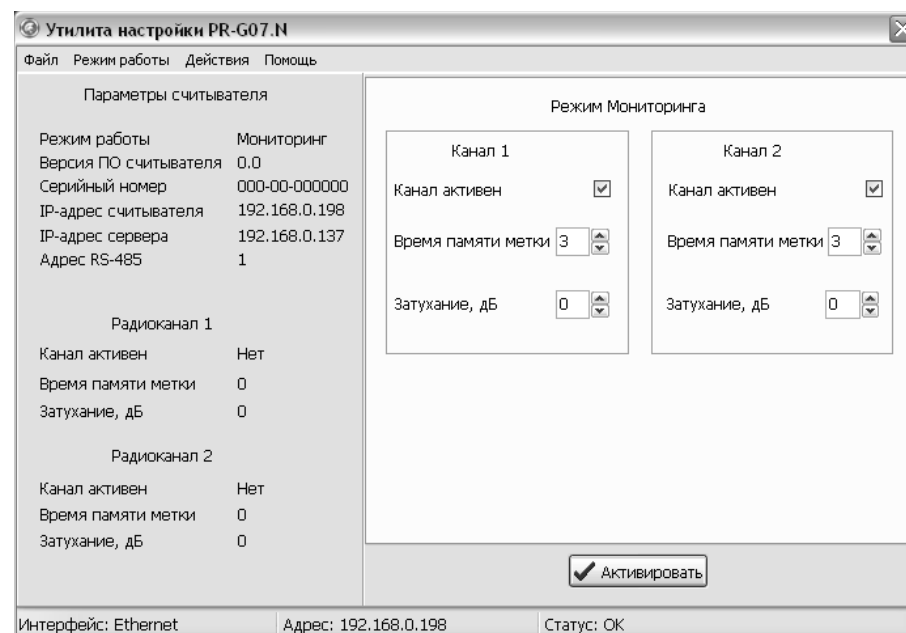 Утилита настройки PR-G07.N
Файл Режим работы Действия Помощь
Параметры считывателя
Режим работы Мониторинг
Версия ПО считывателя 0.0
Серийный номер 000-00-000000
IP-адрес считывателя 192.168.0.198
IP-адрес сервера 192.168.0.137
Адрес RS-485 1
Радиоканал 1
Канал активен Нет
Время памяти метки 0
Затухание, дБ 0
Радиоканал 2
Канал активен Нет
Время памяти метки 0
Затухание, дБ 0
Режим Мониторинга
Канал 1
Канал активен
Время памяти метки 3
Затухание, дБ 0
Канал 2
Канал активен
Время памяти метки 3
Затухание, дБ 0
Активировать
Интерфейс: Ethernet Адрес: 192.168.0.198 Статус: ОК